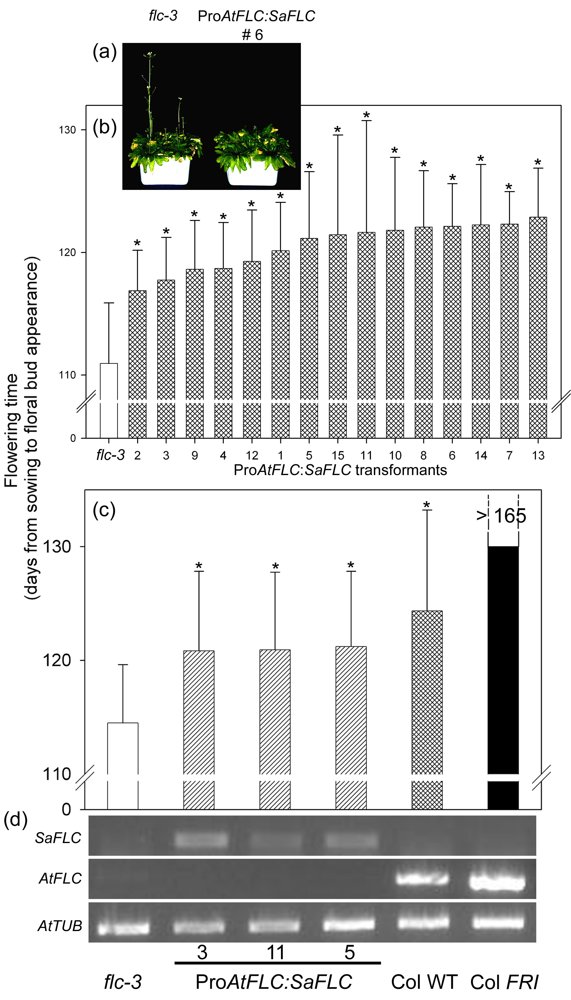 flc-3 ProAtFLC:SaFLC
# 6
(a)
(b)
130
120
110
0
* * * * * * * * * * * * * * *
flc-3 2 3 9 4 12 1 5 15 11 10 8 6 14 7 13
ProAtFLC:SaFLC transformants
Flowering time
(days from sowing to floral bud appearance)
(c)
130
120
110
0
* * * *
> 165
(d)
SaFLC
AtFLC
AtTUB
3 11 5
flc-3 ProAtFLC:SaFLC Col WT Col FRI